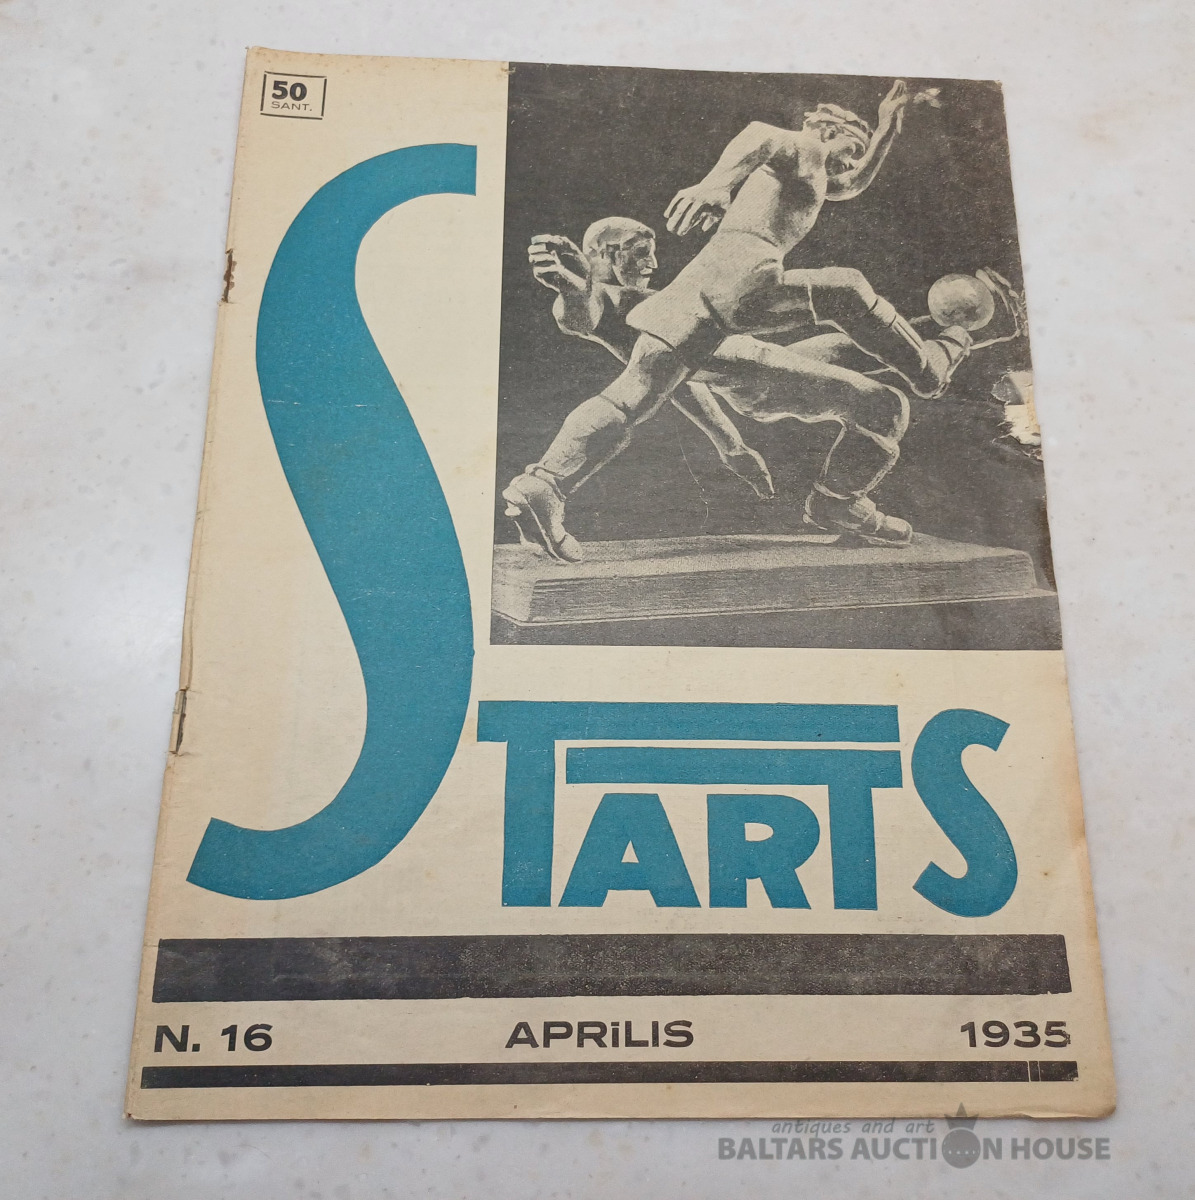 50
SANT.
STARTS
N. 16 APRiLIS 1935
antiques and art
BALTARS AUCTION HOUSE